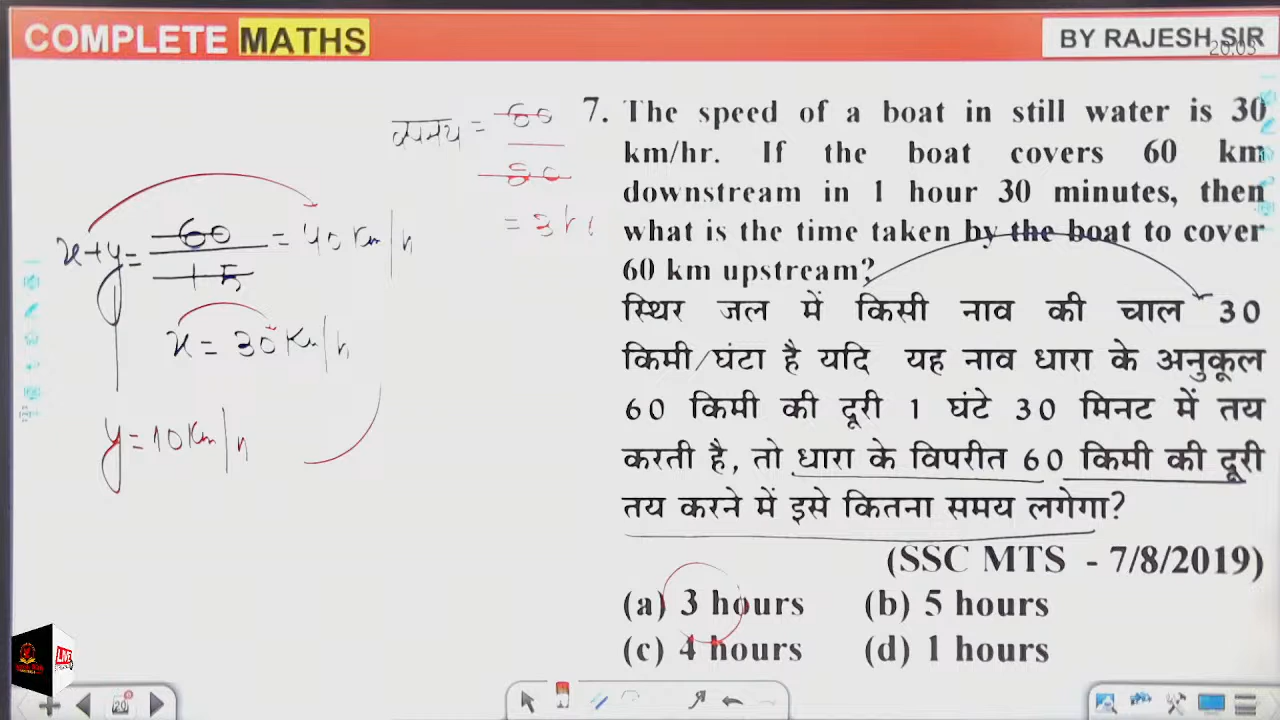 COMPLETE MATHS
BY RAJESH SIR
20:03
7. The speed of a boat in still water is 30
km/hr. If the boat covers 60 km
downstream in 1 hour 30 minutes, then
what is the time taken by the boat to cover
60 km upstream?
स्थिर जल में किसी नाव की चाल 30
किमी/घंटा है यदि यह नाव धारा के अनुकूल
60 किमी की दूरी 1 घंटे 30 मिनट में तय
करती है, तो धारा के विपरीत 60 किमी की दूरी
तय करने में इसे कितना समय लगेगा?
(SSC MTS - 7/8/2019)
(a) 3 hours (b) 5 hours
(c) 4 hours (d) 1 hours
x+y = 60
1.5
= 40 Km/h
x = 30 Km/h
y = 10 Km/h
= 60
= 3 h
LIVE
20